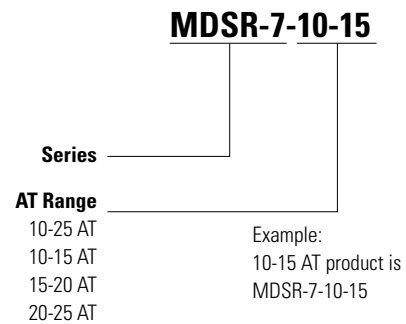 MDSR-7-10-15
Series
AT Range
10-25 AT
10-15 AT
15-20 AT
20-25 AT
Example:
10-15 AT product is
MDSR-7-10-15